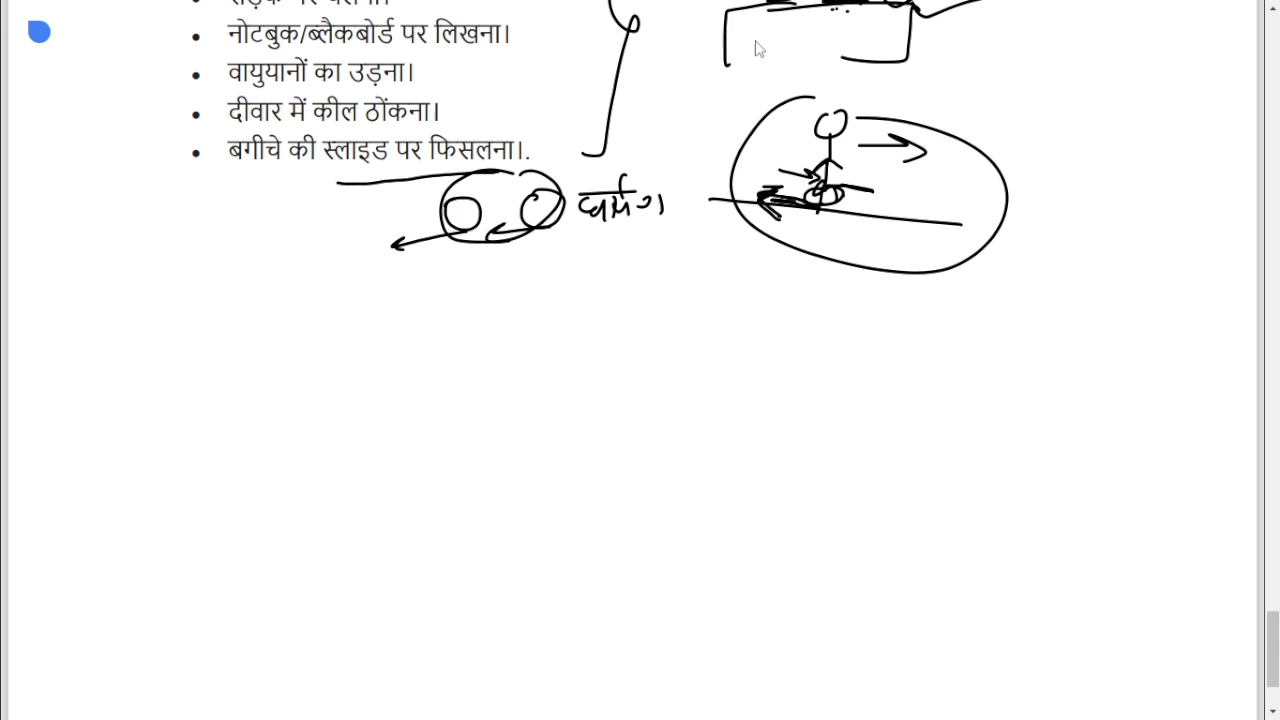 नोटबुक/ब्लैकबोर्ड पर लिखना।
वायुयानों का उड़ना।
दीवार में कील ठोंकना।
बगीचे की स्लाइड पर फिसलना।.
घर्षण